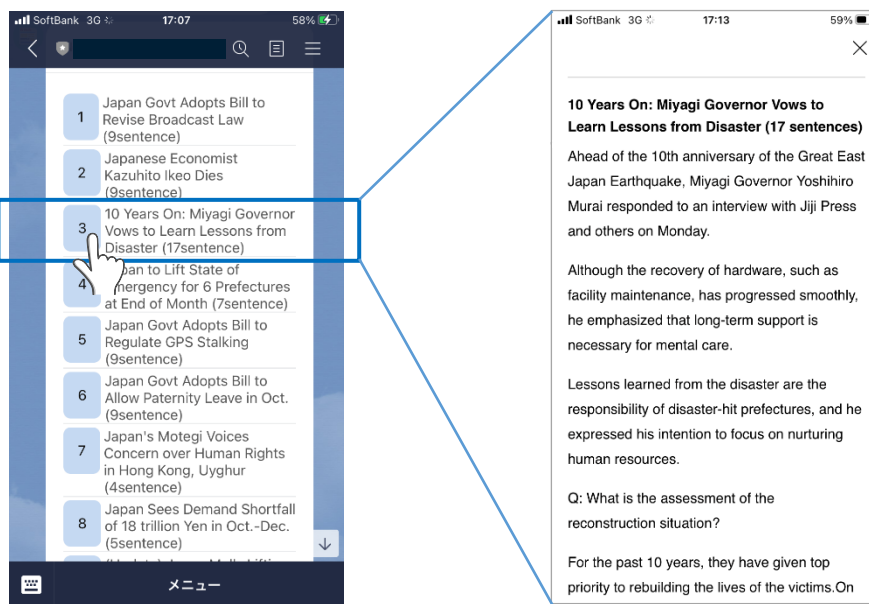 SoftBank 3G 17:07 58%
1 Japan Govt Adopts Bill to
Revise Broadcast Law
(9sentence)
2 Japanese Economist
Kazuhito Ikeo Dies
(9sentence)
3 10 Years On: Miyagi Governor
Vows to Learn Lessons from
Disaster (17sentence)
4 Japan to Lift State of
Emergency for 6 Prefectures
at End of Month (7sentence)
5 Japan Govt Adopts Bill to
Regulate GPS Stalking
(9sentence)
6 Japan Govt Adopts Bill to
Allow Paternity Leave in Oct.
(9sentence)
7 Japan's Motegi Voices
Concern over Human Rights
in Hong Kong, Uyghur
(4sentence)
8 Japan Sees Demand Shortfall
of 18 trillion Yen in Oct.-Dec.
(5sentence)
メニュー
SoftBank 3G 17:13 59%
10 Years On: Miyagi Governor Vows to
Learn Lessons from Disaster (17 sentences)
Ahead of the 10th anniversary of the Great East
Japan Earthquake, Miyagi Governor Yoshihiro
Murai responded to an interview with Jiji Press
and others on Monday.
Although the recovery of hardware, such as
facility maintenance, has progressed smoothly,
he emphasized that long-term support is
necessary for mental care.
Lessons learned from the disaster are the
responsibility of disaster-hit prefectures, and he
expressed his intention to focus on nurturing
human resources.
Q: What is the assessment of the
reconstruction situation?
For the past 10 years, they have given top
priority to rebuilding the lives of the victims.On